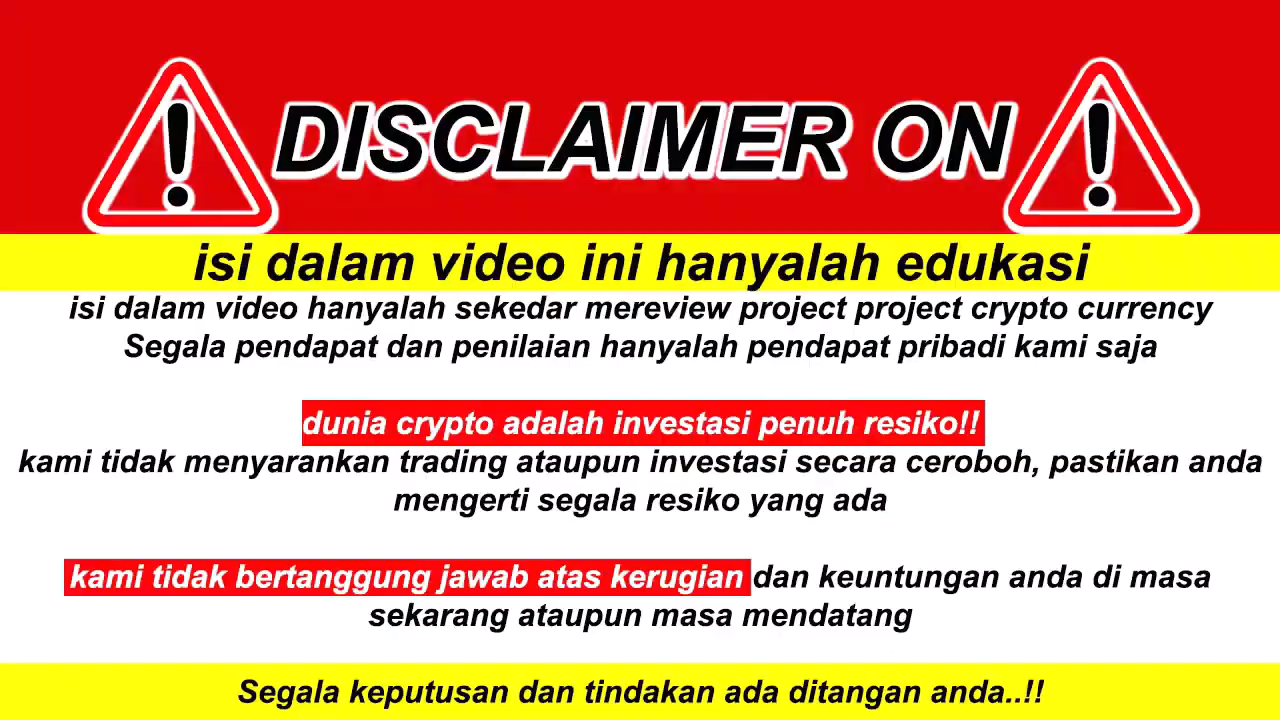 DISCLAIMER ON
isi dalam video ini hanyalah edukasi
isi dalam video hanyalah sekedar mereview project project crypto currency
Segala pendapat dan penilaian hanyalah pendapat pribadi kami saja
dunia crypto adalah investasi penuh resiko!!
kami tidak menyarankan trading ataupun investasi secara ceroboh, pastikan anda
mengerti segala resiko yang ada
kami tidak bertanggung jawab atas kerugian dan keuntungan anda di masa
sekarang ataupun masa mendatang
Segala keputusan dan tindakan ada ditangan anda..!!